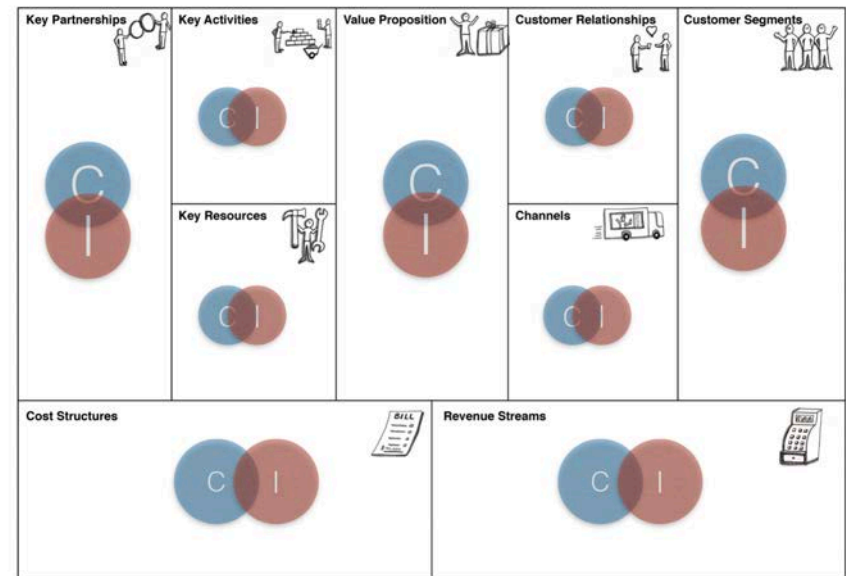 Key Partnerships
C
I
Key Activities
C I
Key Resources
C I
Value Proposition
C
I
Customer Relationships
C I
Channels
C I
Customer Segments
C
I
Cost Structures
BILL
C I
Revenue Streams
C I